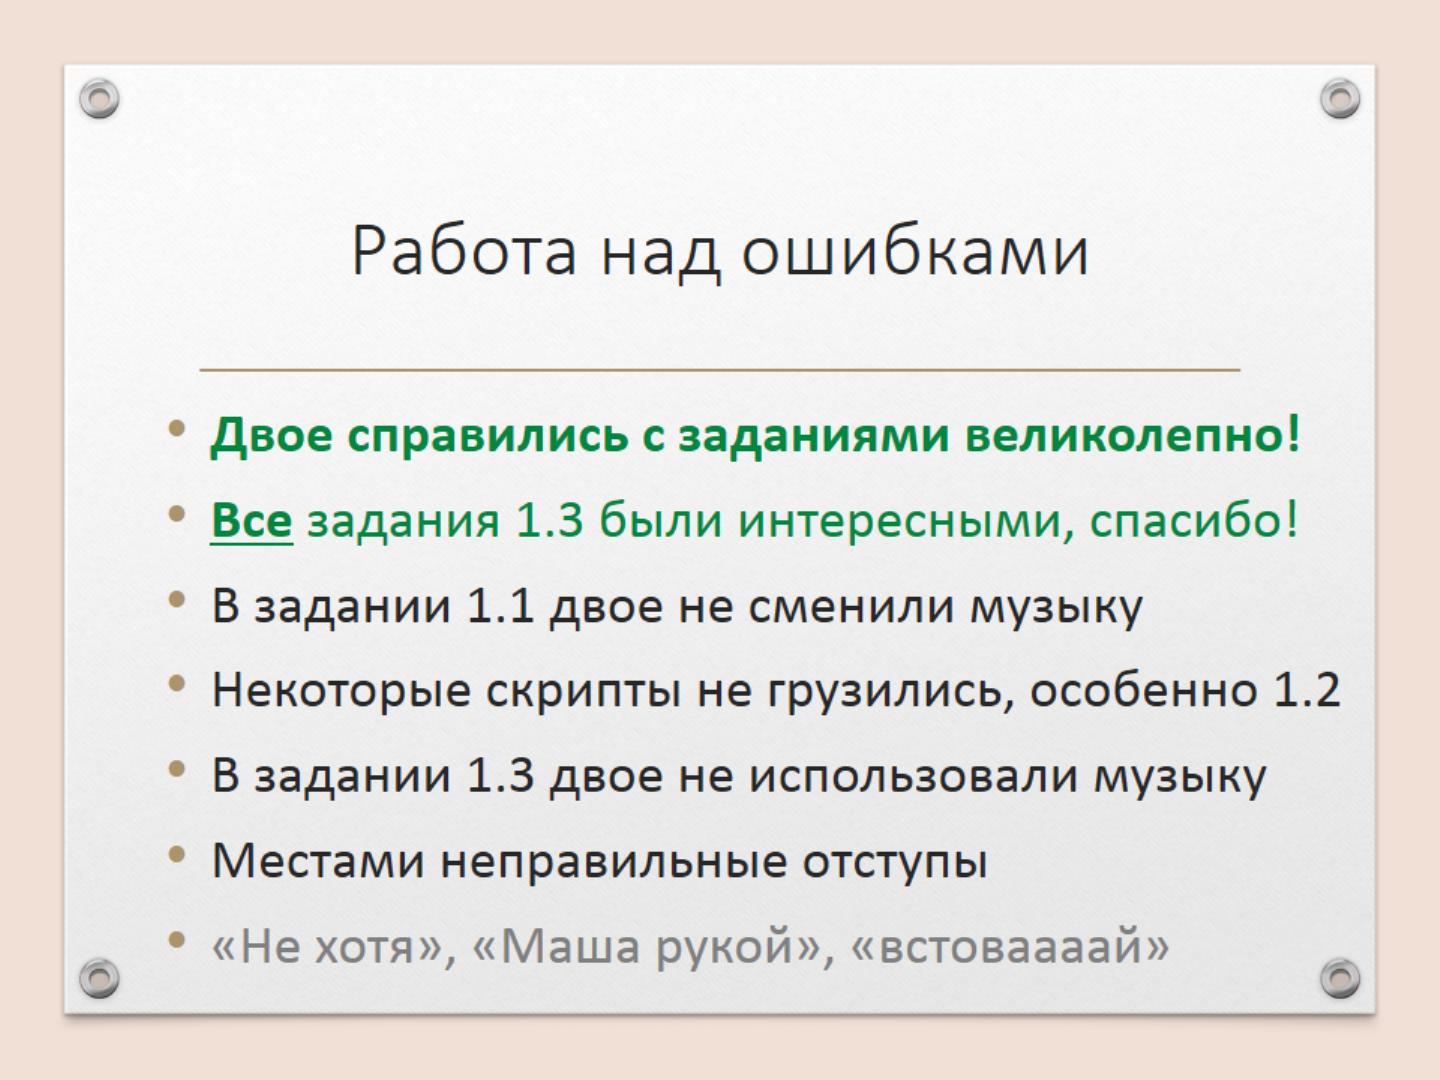 Работа над ошибками
• Двое справились с заданиями великолепно!
• Все задания 1.3 были интересными, спасибо!
• В задании 1.1 двое не сменили музыку
• Некоторые скрипты не грузились, особенно 1.2
• В задании 1.3 двое не использовали музыку
• Местами неправильные отступы
• «Не хотя», «Маша рукой», «встоваааай»